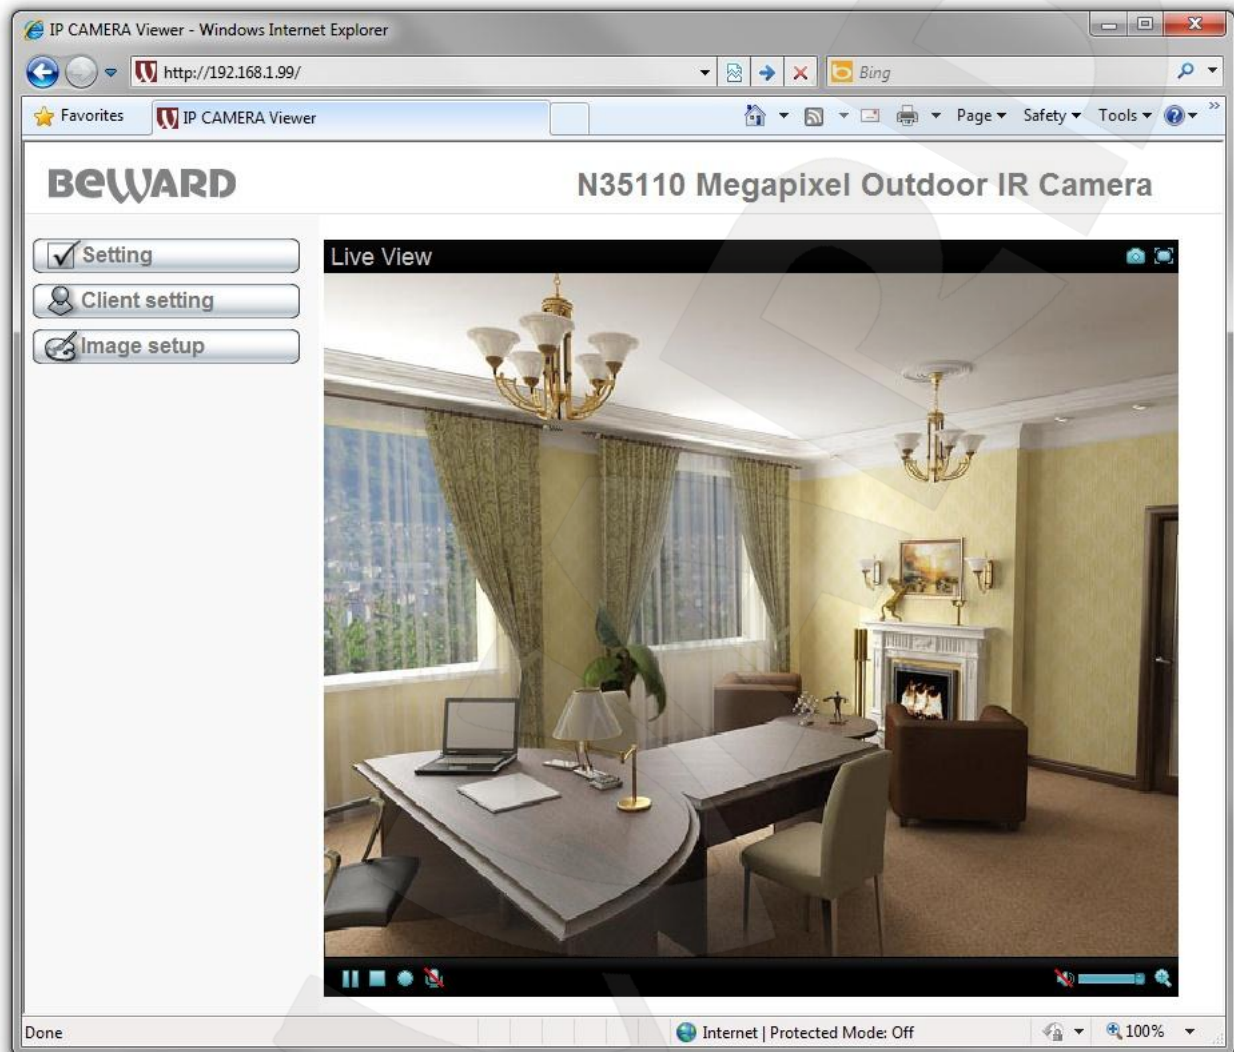 IP CAMERA Viewer - Windows Internet Explorer
http://192.168.1.99/
Bing
Favorites
IP CAMERA Viewer
Page
Safety
Tools
BEWARD
N35110 Megapixel Outdoor IR Camera
Setting
Live View
Client setting
Image setup
Done
Internet | Protected Mode: Off
100%